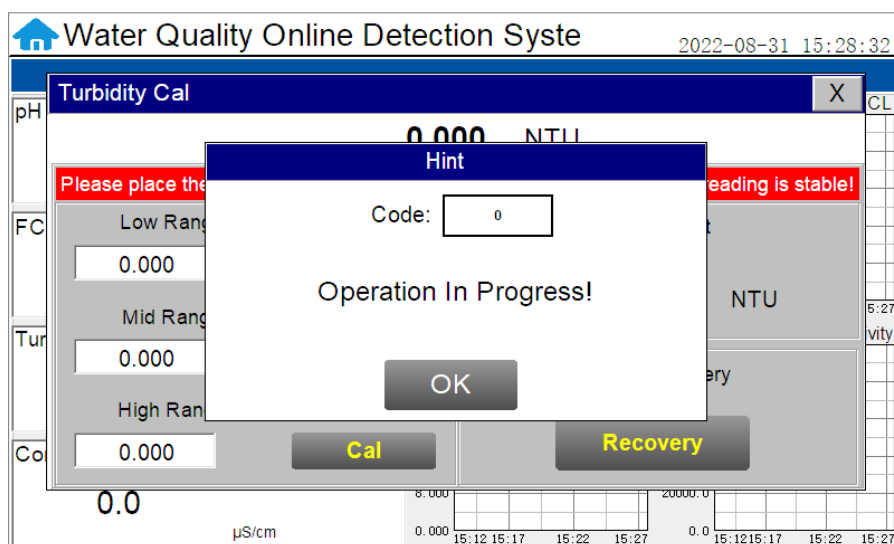 Water Quality Online Detection Syste
2022-08-31 15:28:32
Turbidity Cal
X
CL
pH
0.000 NTU
Hint
Please place the
reading is stable!
Code: 0
FC
Low Rang
0.000
Operation In Progress!
NTU
5:27
Mid Rang
vity
Tur
0.000
ery
OK
High Ran
Cor
0.000
Cal
Recovery
0.0
8.000
20000.0
µS/cm
0.000
15:12 15:17 15:22 15:27
0.0
15:12 15:17 15:22 15:27